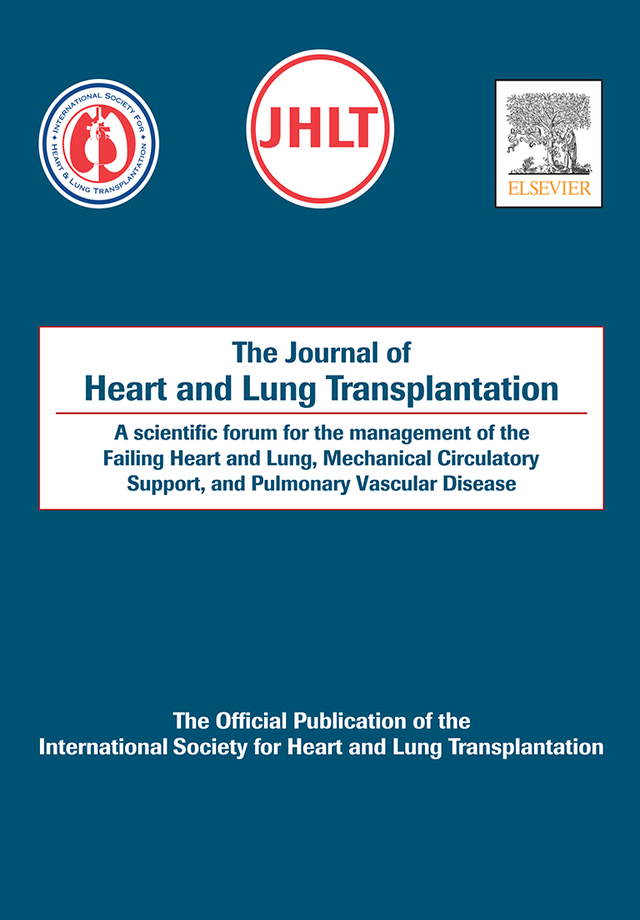 INTERNATIONAL SOCIETY FOR
HEART & LUNG TRANSPLANTATION
JHLT
ELSEVIER
The Journal of
Heart and Lung Transplantation
A scientific forum for the management of the
Failing Heart and Lung, Mechanical Circulatory
Support, and Pulmonary Vascular Disease
The Official Publication of the
International Society for Heart and Lung Transplantation